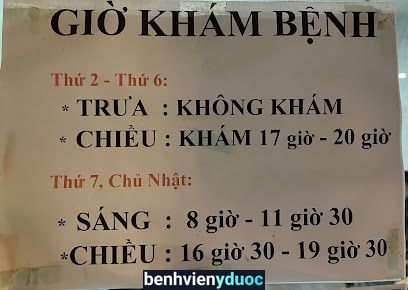 GIỜ KHÁM BỆNH
Thứ 2 - Thứ 6:
* TRƯA : KHÔNG KHÁM
* CHIỀU : KHÁM 17 giờ - 20 giờ
Thứ 7, Chủ Nhật:
* SÁNG : 8 giờ - 11 giờ 30
*CHIỀU : 16 giờ 30 - 19 giờ 30
benhvienyduoc